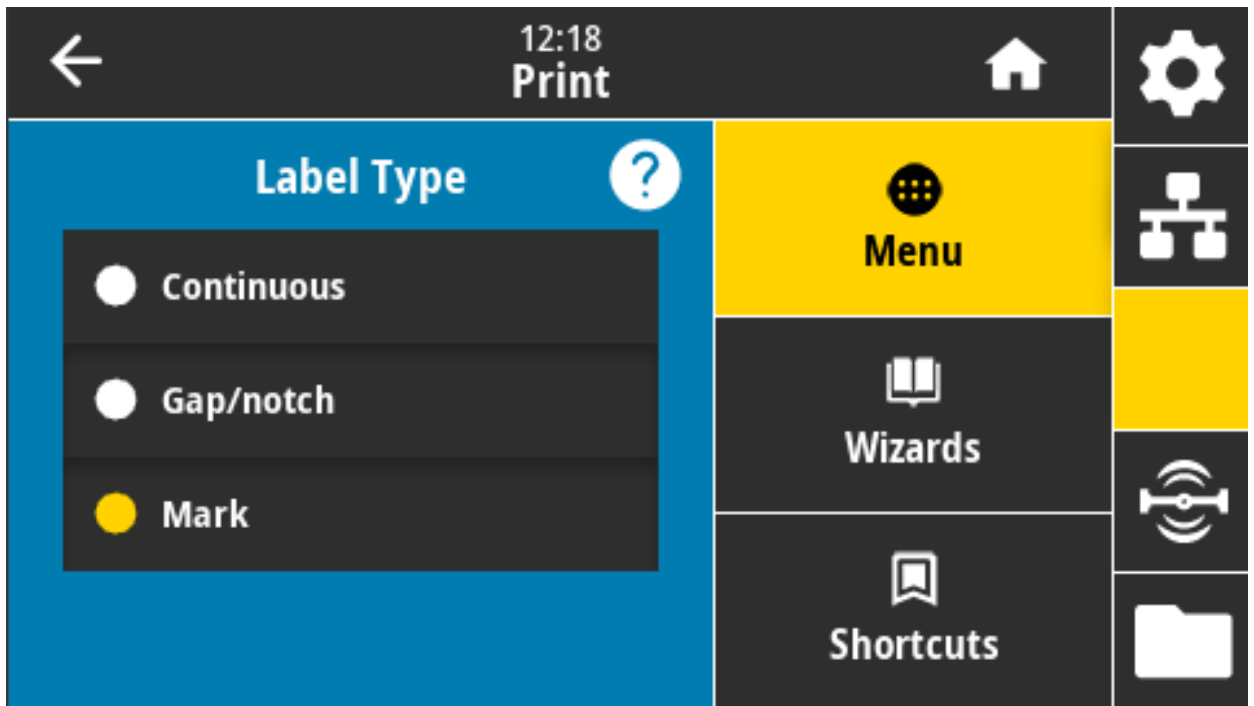 12:18
Print
Label Type
?
Continuous
Gap/notch
Mark
Menu
Wizards
Shortcuts